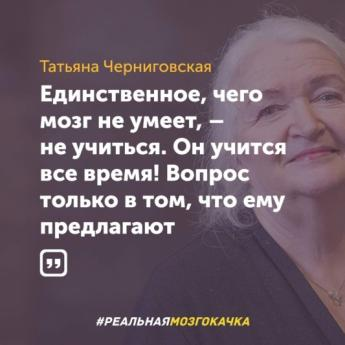 Татьяна Черниговская
Единственное, чего
мозг не умеет, –
не учиться. Он учится
все время! Вопрос
только в том, что ему
предлагают
”
#РЕАЛЬНАЯМОЗГОКАЧКА